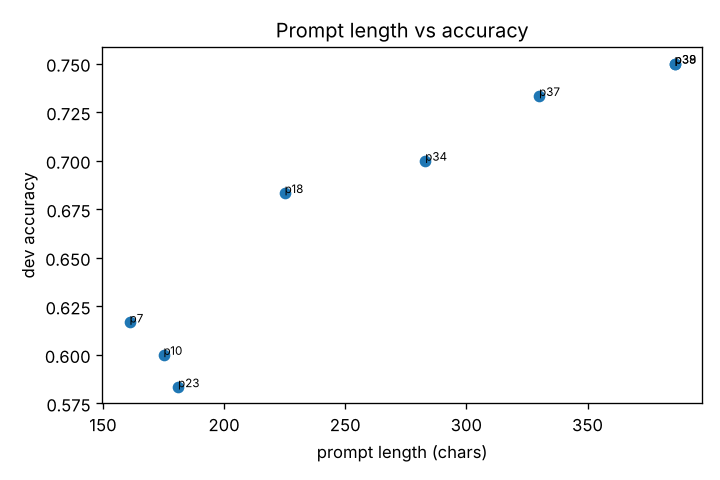 Prompt length vs accuracy
dev accuracy
0.750
0.725
0.700
0.675
0.650
0.625
0.600
0.575
p37
p34
p18
p7
p10
p23
150
200
250
300
350
prompt length (chars)